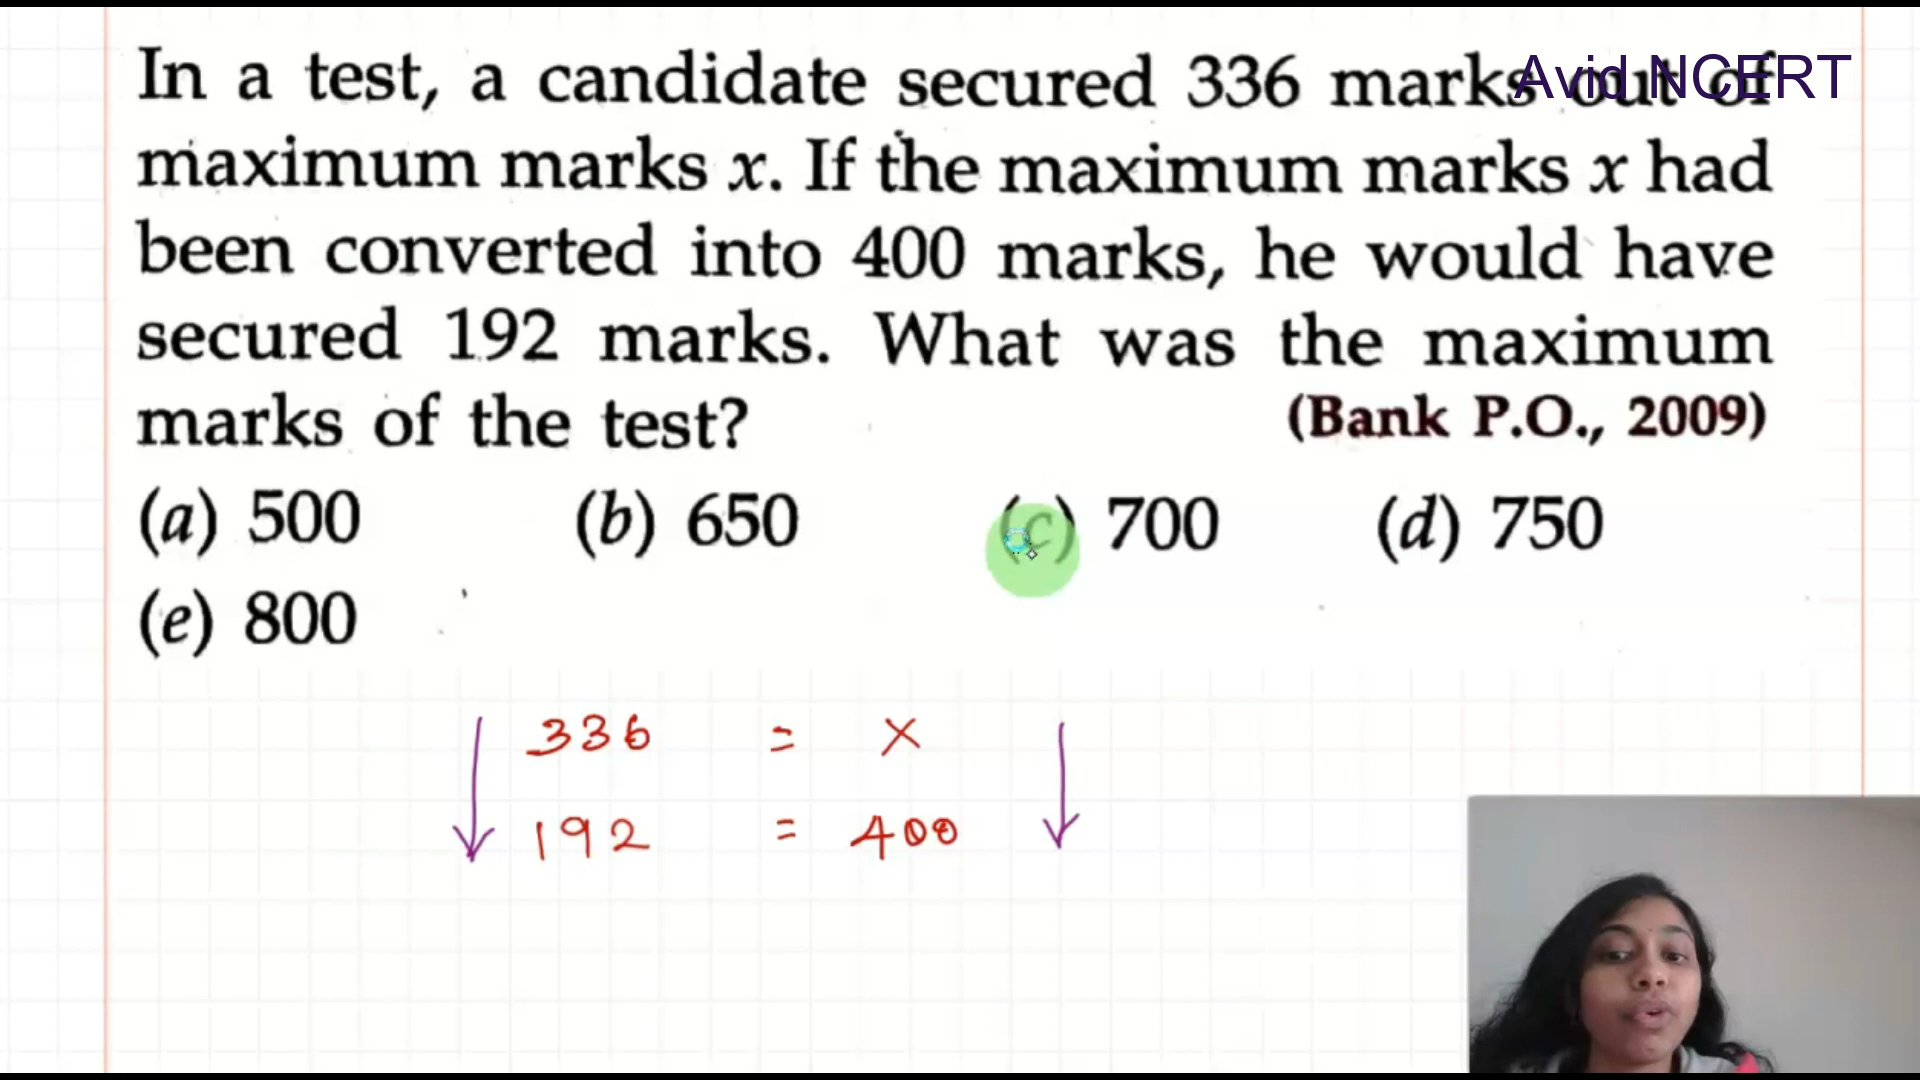 In a test, a candidate secured 336 marks out of
Avid NCERT
maximum marks x. If the maximum marks x had
been converted into 400 marks, he would have
secured 192 marks. What was the maximum
marks of the test? (Bank P.O., 2009)
(a) 500 (b) 650 (c) 700 (d) 750
(e) 800
336 = x
192 = 400